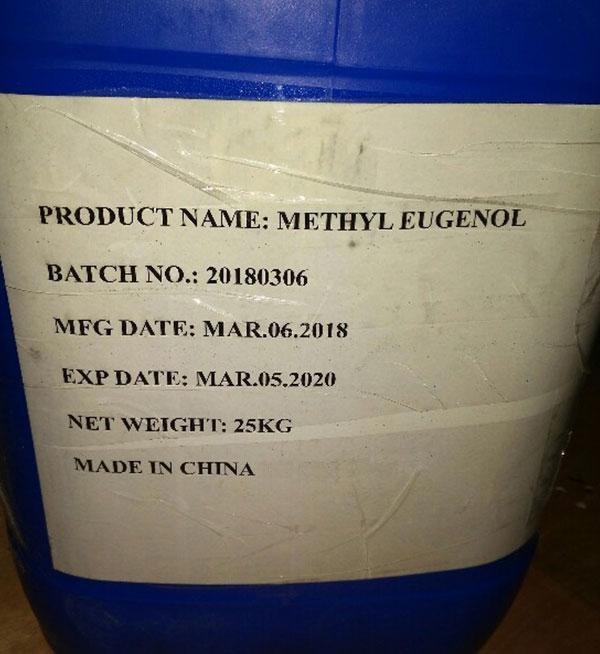 PRODUCT NAME: METHYL EUGENOL
BATCH NO.: 20180306
MFG DATE: MAR.06.2018
EXP DATE: MAR.05.2020
NET WEIGHT: 25KG
MADE IN CHINA